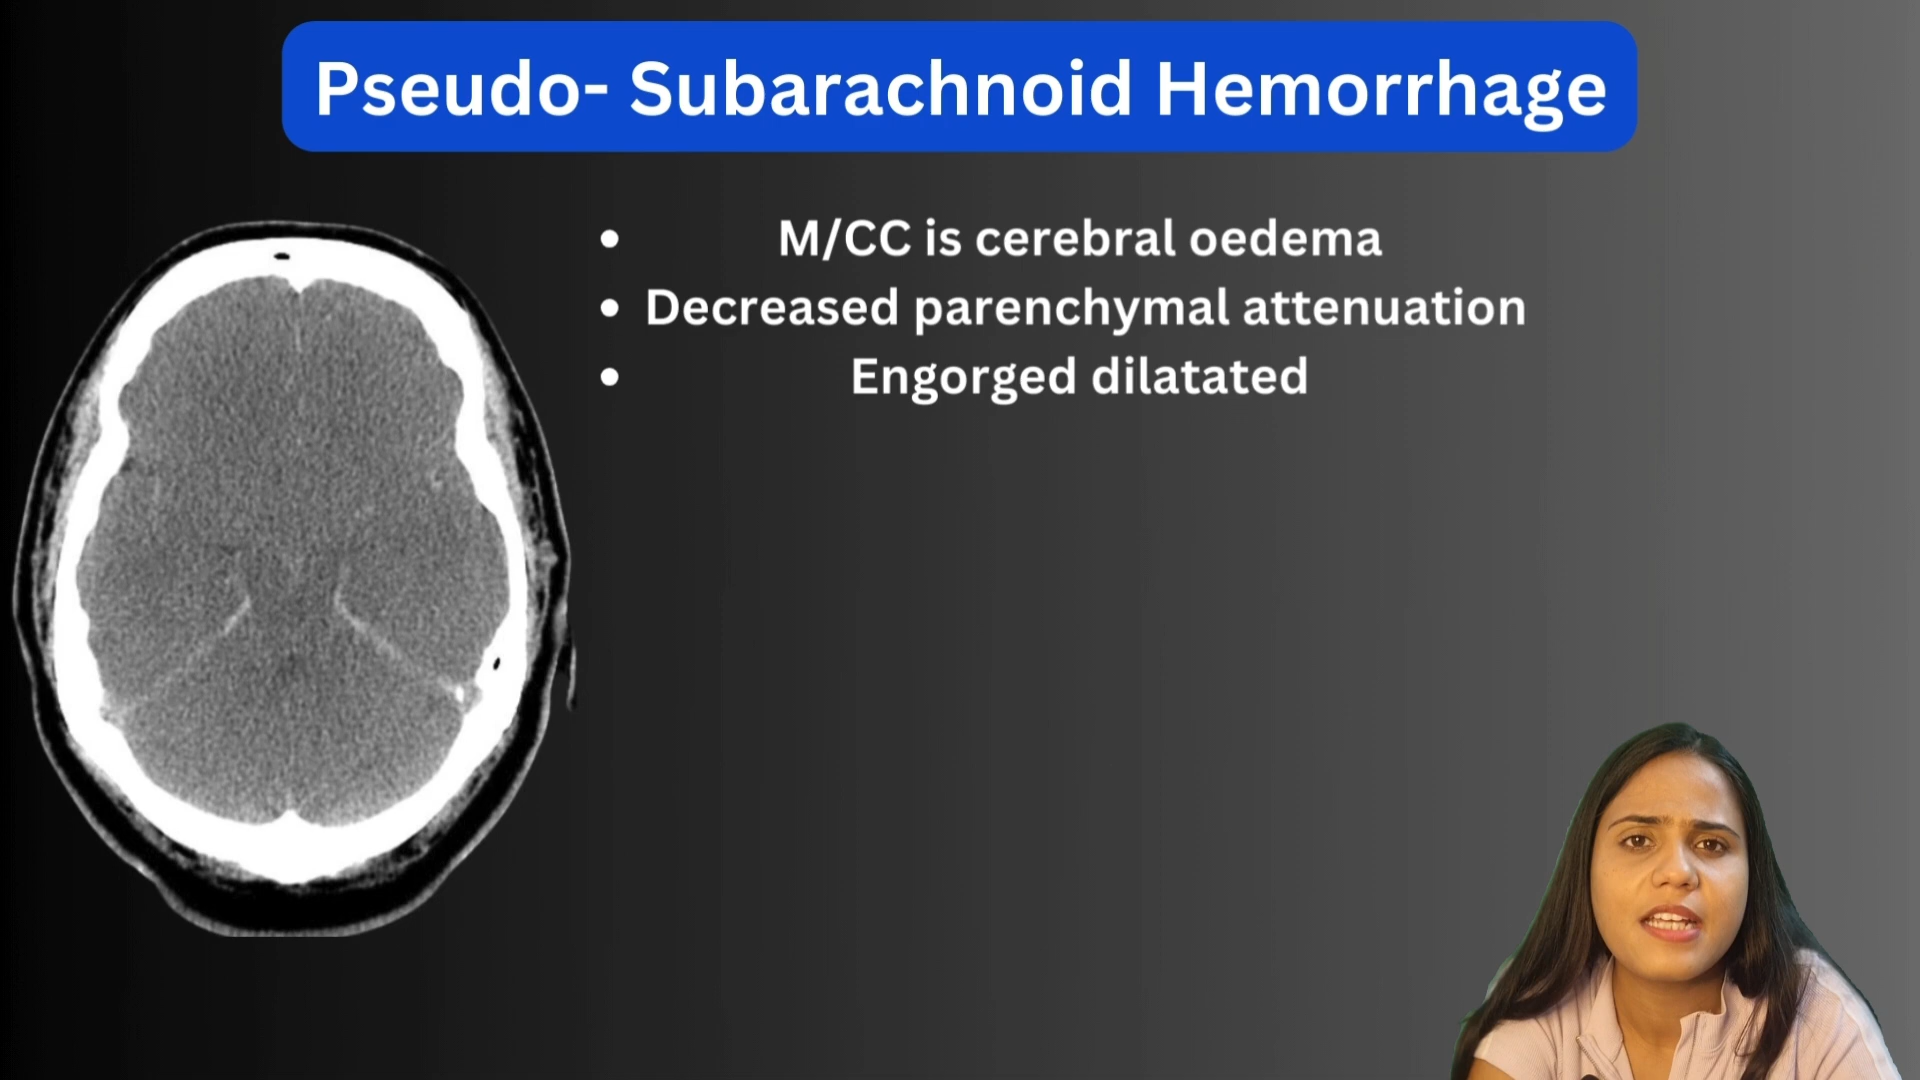 Pseudo- Subarachnoid Hemorrhage
• M/CC is cerebral oedema
• Decreased parenchymal attenuation
• Engorged dilatated